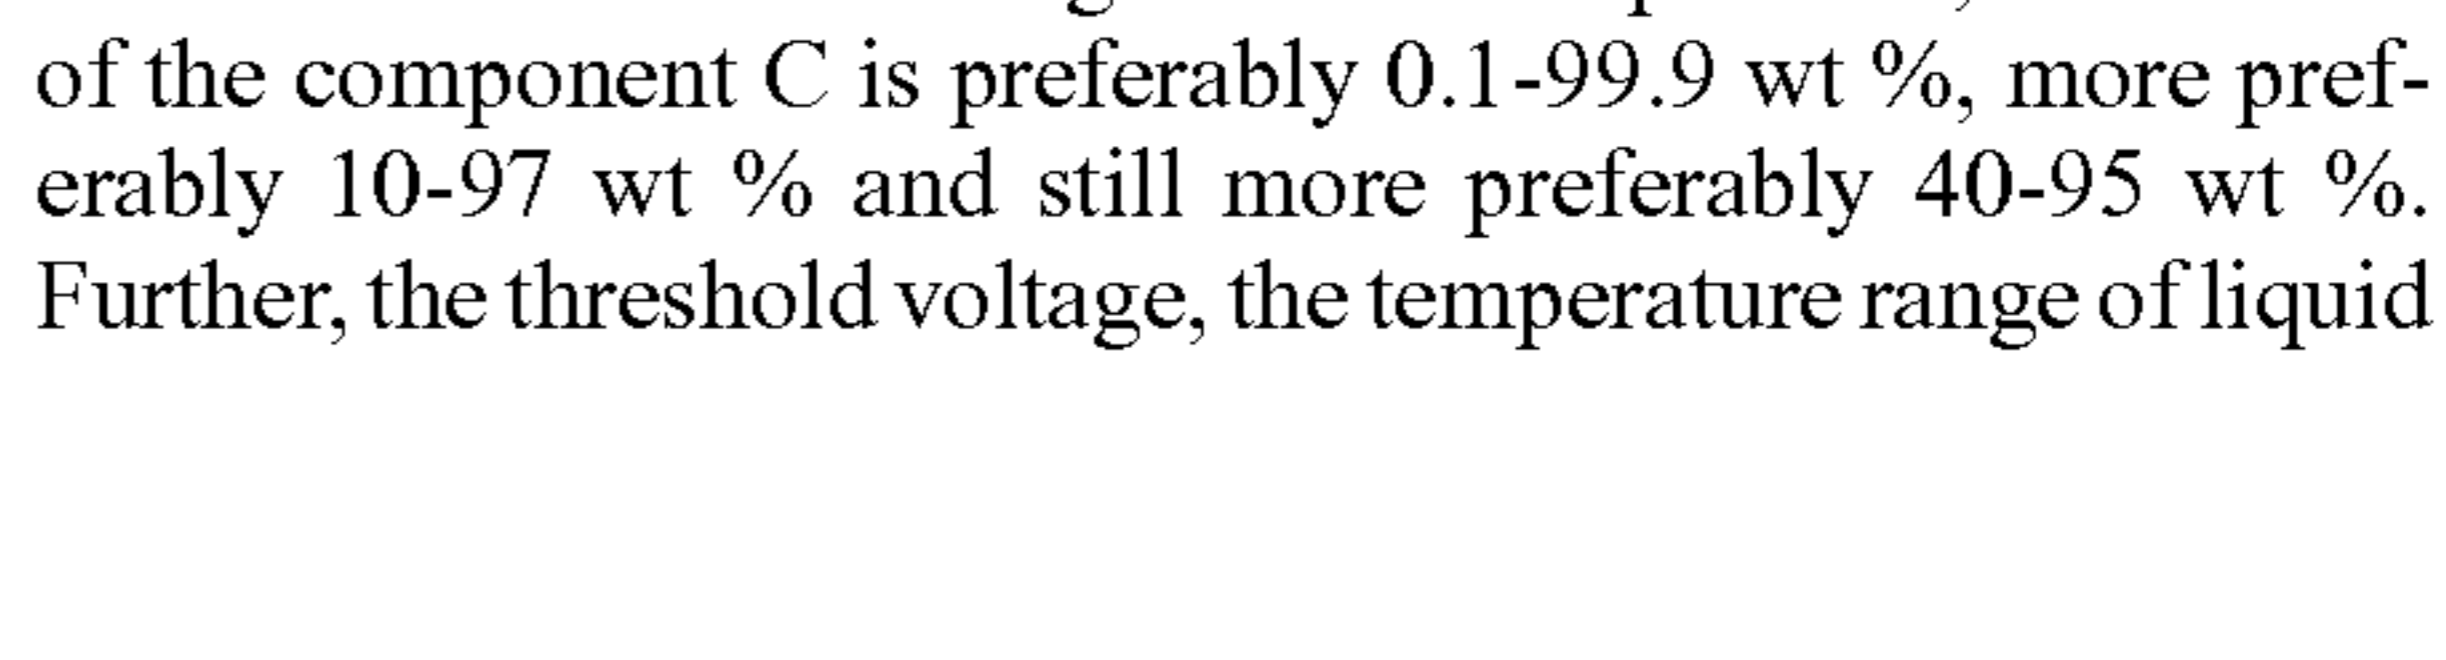 of the component C is preferably 0.1-99.9 wt %, more pref-
erably 10-97 wt % and still more preferably 40-95 wt %.
Further, the threshold voltage, the temperature range of liquid